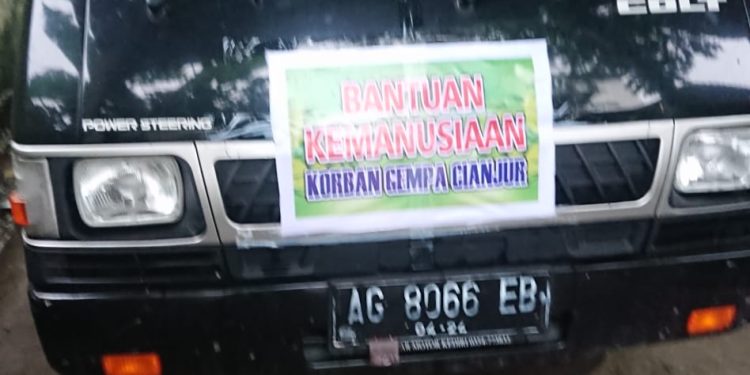 COLT
BANTUAN
KEMANUSIAAN
KORBAN GEMPA CIANJUR
POWER STEERING
AG 8066 EB
04·24